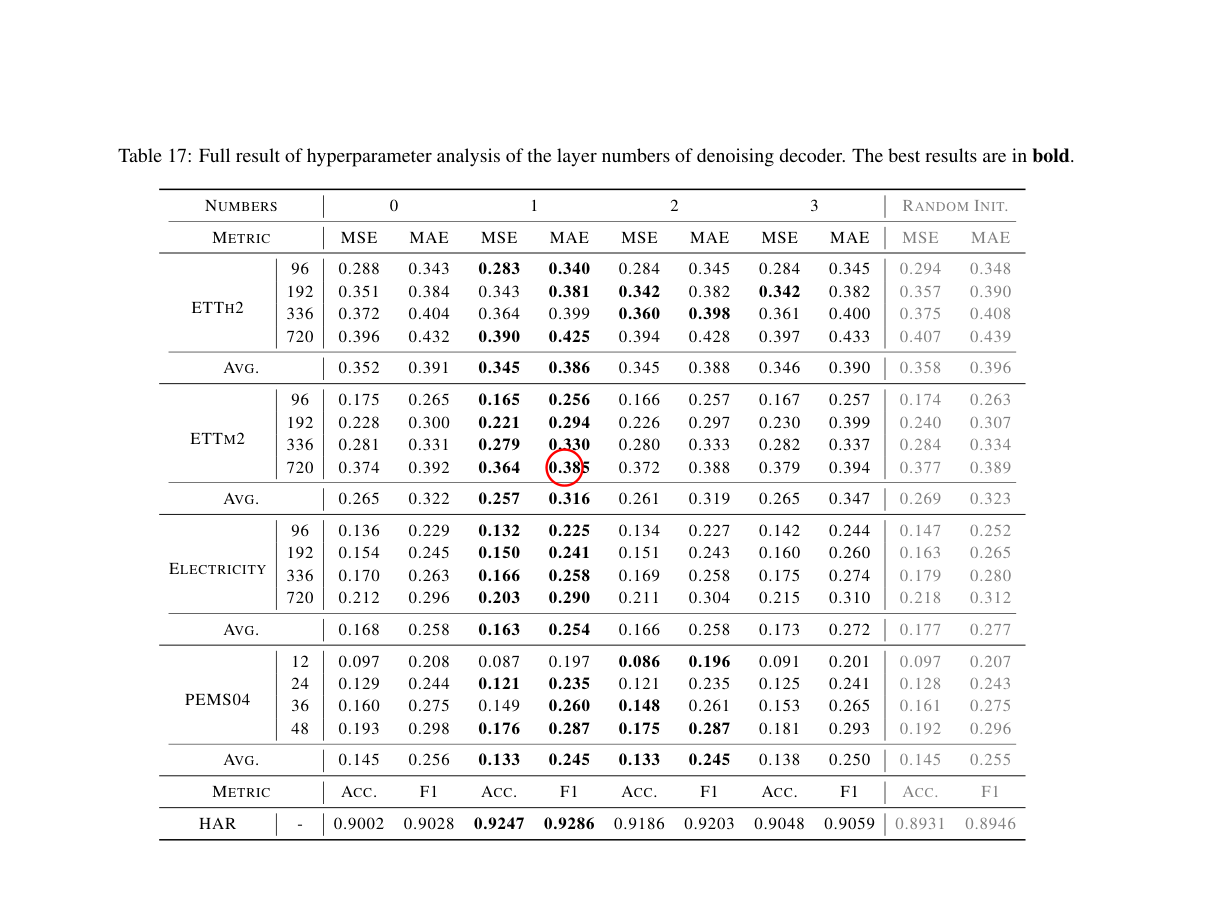 Table 17: Full result of hyperparameter analysis of the layer numbers of denoising decoder. The best results are in bold.
NUMBERS 0 1 2 3 RANDOM INIT.
METRIC MSE MAE MSE MAE MSE MAE MSE MAE MSE MAE
ETTH2
96 0.288 0.343 0.283 0.340 0.284 0.345 0.284 0.345 0.294 0.348
192 0.351 0.384 0.343 0.381 0.342 0.382 0.342 0.382 0.357 0.390
336 0.372 0.404 0.364 0.399 0.360 0.398 0.361 0.400 0.375 0.408
720 0.396 0.432 0.390 0.425 0.394 0.428 0.397 0.433 0.407 0.439
AVG. 0.352 0.391 0.345 0.386 0.345 0.388 0.346 0.390 0.358 0.396
ETTM2
96 0.175 0.265 0.165 0.256 0.166 0.257 0.167 0.257 0.174 0.263
192 0.228 0.300 0.221 0.294 0.226 0.297 0.230 0.399 0.240 0.307
336 0.281 0.331 0.279 0.330 0.280 0.333 0.282 0.337 0.284 0.334
720 0.374 0.392 0.364 0.385 0.372 0.388 0.379 0.394 0.377 0.389
AVG. 0.265 0.322 0.257 0.316 0.261 0.319 0.265 0.347 0.269 0.323
ELECTRICITY
96 0.136 0.229 0.132 0.225 0.134 0.227 0.142 0.244 0.147 0.252
192 0.154 0.245 0.150 0.241 0.151 0.243 0.160 0.260 0.163 0.265
336 0.170 0.263 0.166 0.258 0.169 0.258 0.175 0.274 0.179 0.280
720 0.212 0.296 0.203 0.290 0.211 0.304 0.215 0.310 0.218 0.312
AVG. 0.168 0.258 0.163 0.254 0.166 0.258 0.173 0.272 0.177 0.277
PEMS04
12 0.097 0.208 0.087 0.197 0.086 0.196 0.091 0.201 0.097 0.207
24 0.129 0.244 0.121 0.235 0.121 0.235 0.125 0.241 0.128 0.243
36 0.160 0.275 0.149 0.260 0.148 0.261 0.153 0.265 0.161 0.275
48 0.193 0.298 0.176 0.287 0.175 0.287 0.181 0.293 0.192 0.296
AVG. 0.145 0.256 0.133 0.245 0.133 0.245 0.138 0.250 0.145 0.255
METRIC ACC. F1 ACC. F1 ACC. F1 ACC. F1 ACC. F1
HAR - 0.9002 0.9028 0.9247 0.9286 0.9186 0.9203 0.9048 0.9059 0.8931 0.8946